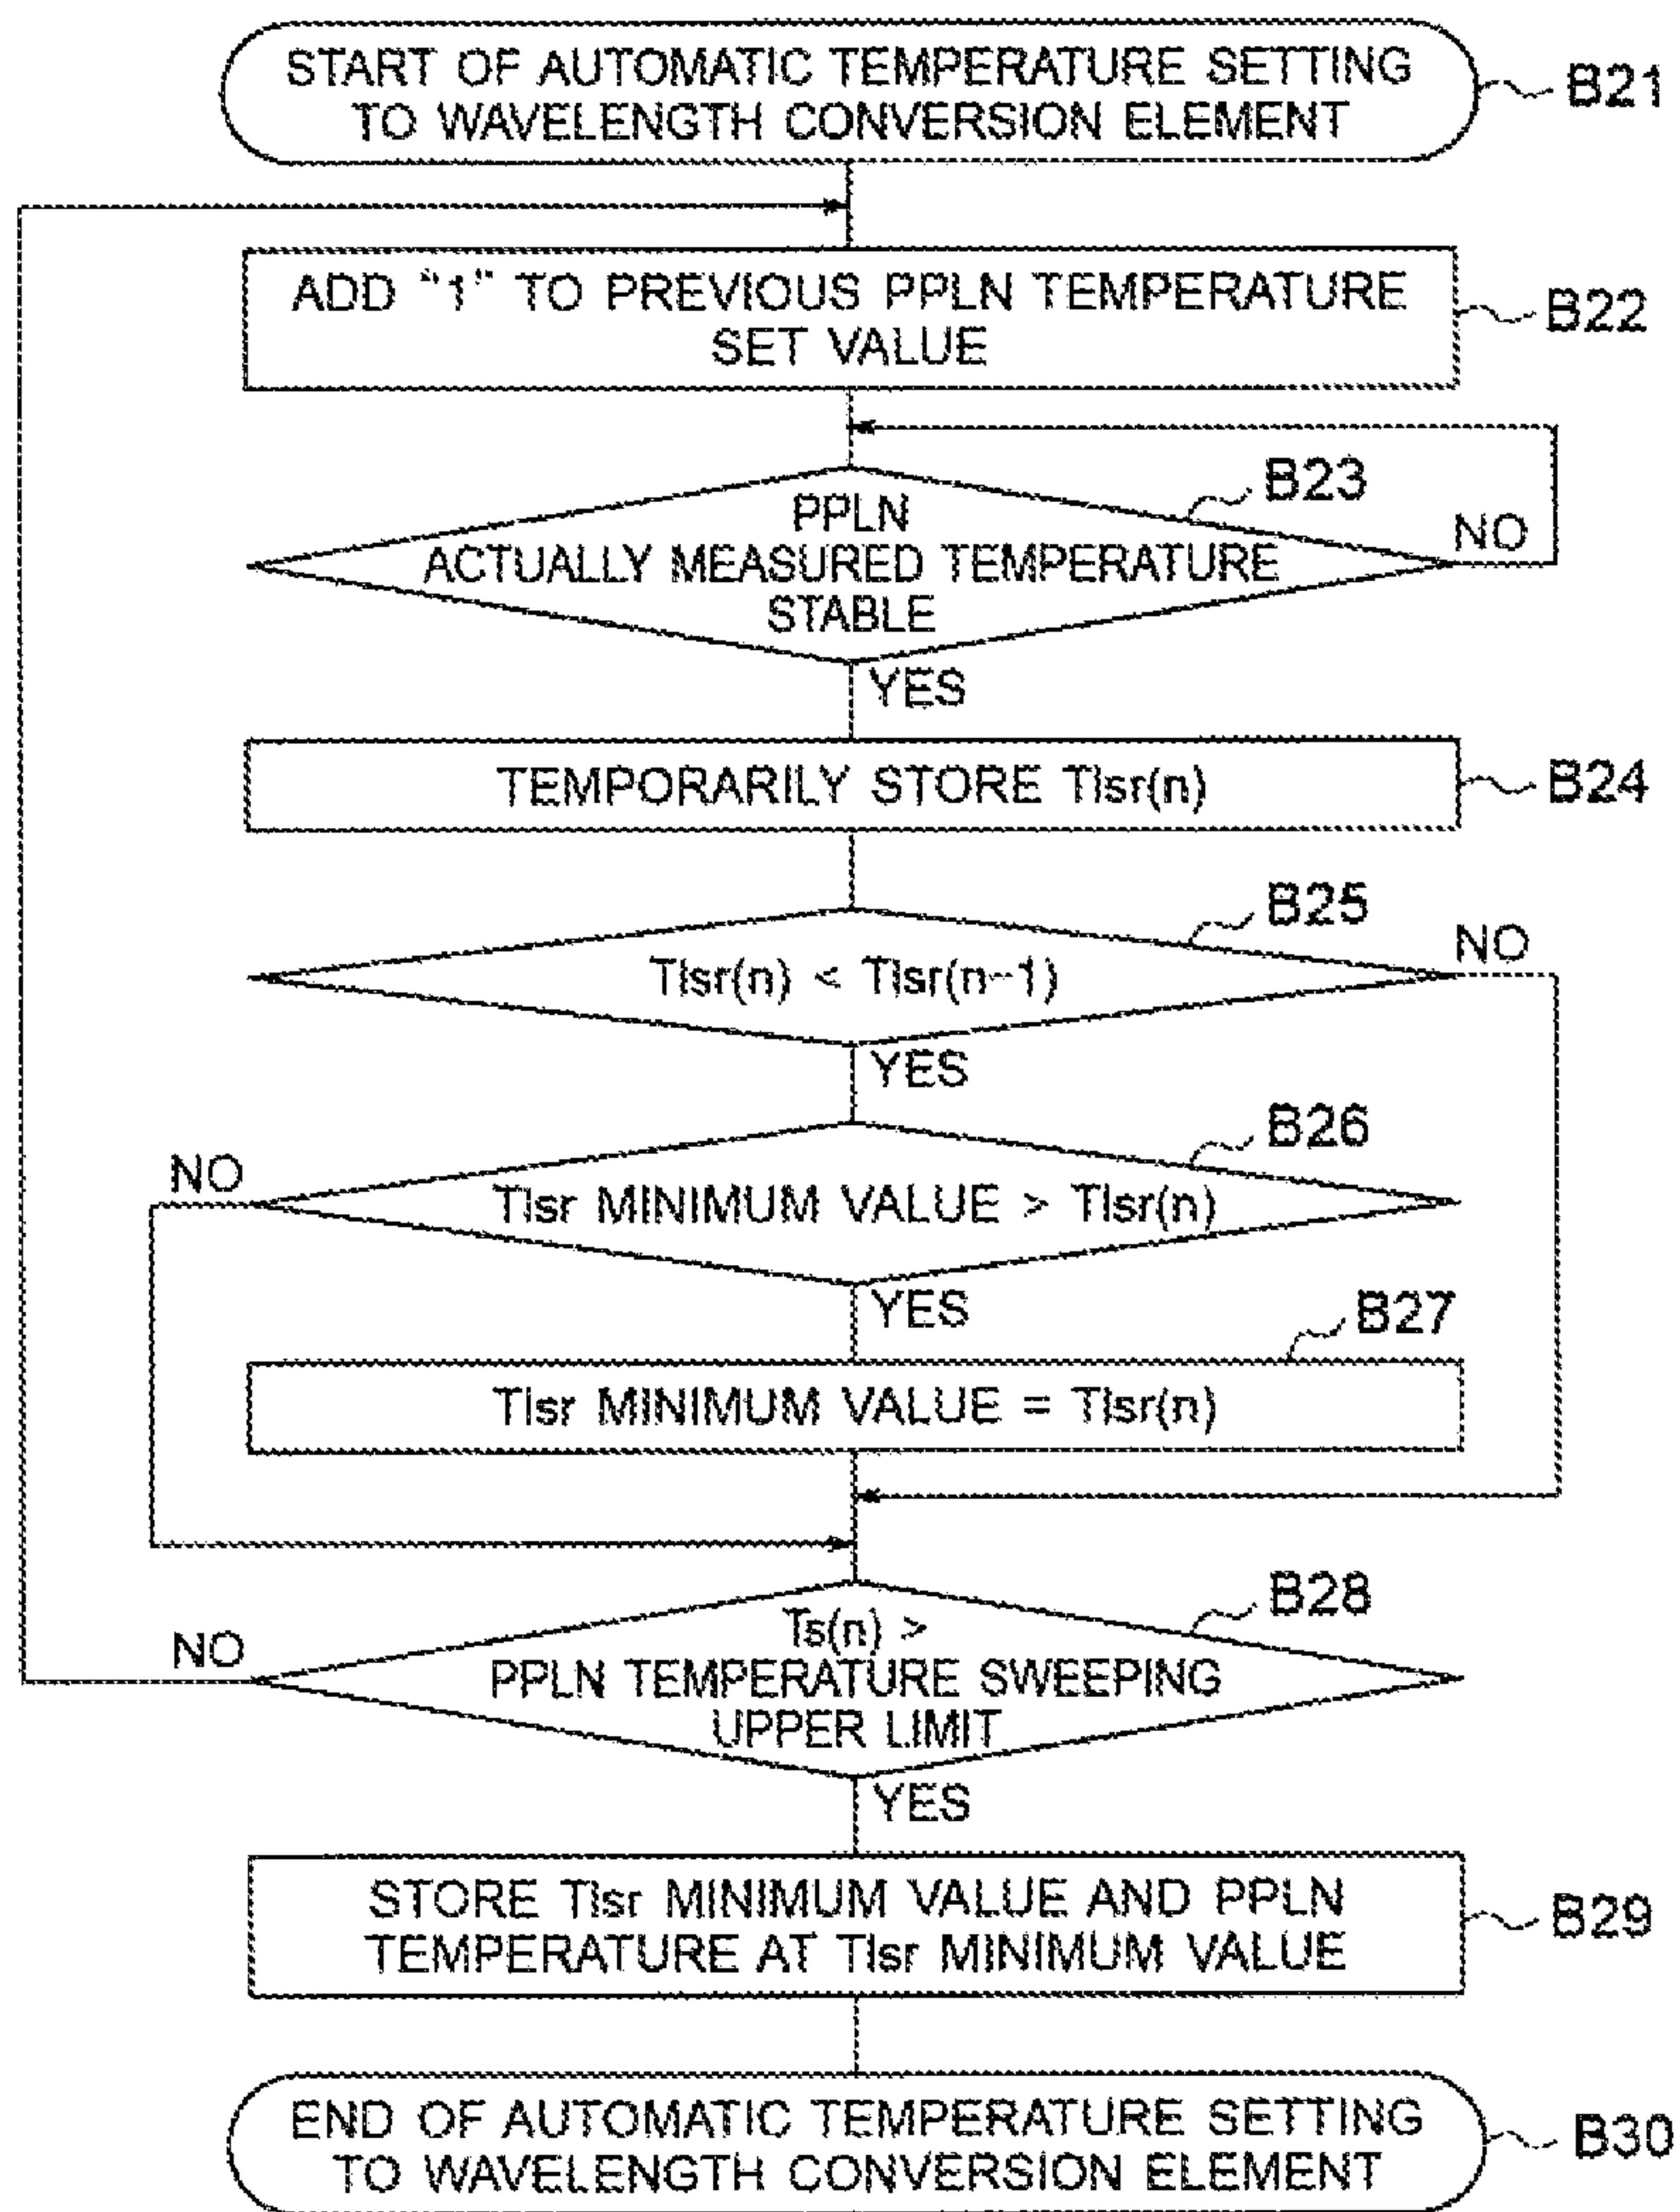 START OF AUTOMATIC TEMPERATURE SETTING
TO WAVELENGTH CONVERSION ELEMENT
B21
ADD "1" TO PREVIOUS PPLN TEMPERATURE
SET VALUE
B22
B23
PPLN
ACTUALLY MEASURED TEMPERATURE
STABLE
NO
YES
TEMPORARILY STORE Tlsr(n)
B24
B25
Tlsr(n) < Tlsr(n-1)
NO
YES
B26
NO
Tlsr MINIMUM VALUE > Tlsr(n)
YES
B27
Tlsr MINIMUM VALUE = Tlsr(n)
B28
NO
Ts(n) >
PPLN TEMPERATURE SWEEPING
UPPER LIMIT
YES
STORE Tlsr MINIMUM VALUE AND PPLN
TEMPERATURE AT Tlsr MINIMUM VALUE
B29
END OF AUTOMATIC TEMPERATURE SETTING
TO WAVELENGTH CONVERSION ELEMENT
B30